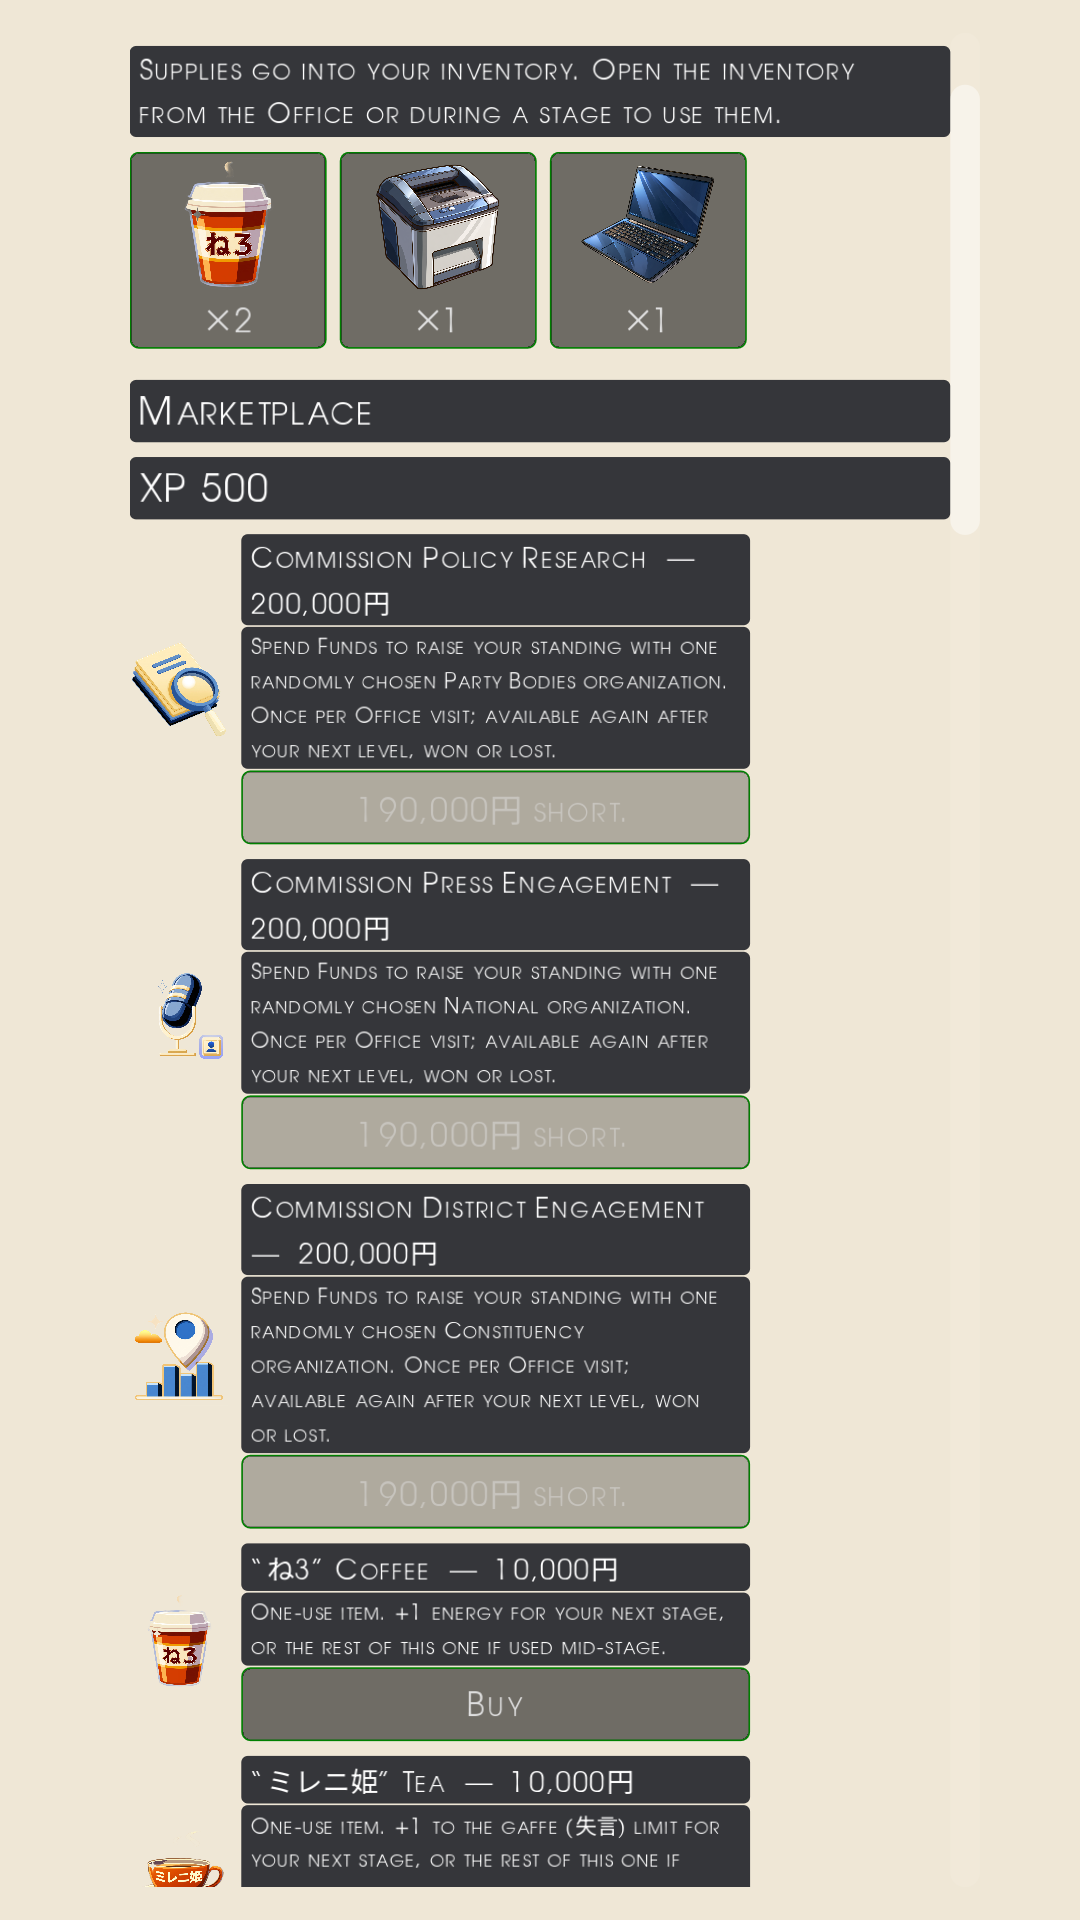 Supplies go into your inventory. Open the inventory
from the Office or during a stage to use them.
ね3
×2
×1
×1
Marketplace
XP 500
Commission Policy Research —
200,000円
Spend Funds to raise your standing with one
randomly chosen Party Bodies organization.
Once per Office visit; available again after
your next level, won or lost.
190,000円 short.
Commission Press Engagement —
200,000円
Spend Funds to raise your standing with one
randomly chosen National organization.
Once per Office visit; available again after
your next level, won or lost.
190,000円 short.
Commission District Engagement
— 200,000円
Spend Funds to raise your standing with one
randomly chosen Constituency
organization. Once per Office visit;
available again after your next level, won
or lost.
190,000円 short.
“ね3” Coffee — 10,000円
One-use item. +1 energy for your next stage,
or the rest of this one if used mid-stage.
ね3
Buy
“ミレニ姫” Tea — 10,000円
One-use item. +1 to the gaffe (失言) limit for
your next stage, or the rest of this one if
ミレニ姫